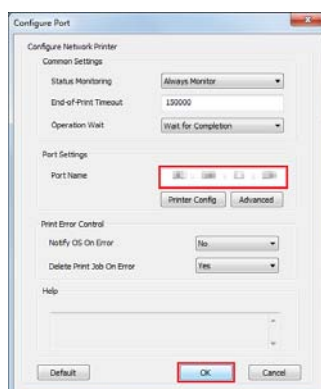 Configure Port
Configure Network Printer
Common Settings
Status Monitoring Always Monitor
End-of-Print Timeout 150000
Operation Wait Wait for Completion
Port Settings
Port Name
Printer Config Advanced
Print Error Control
Notify OS On Error No
Delete Print Job On Error Yes
Help
Default OK Cancel